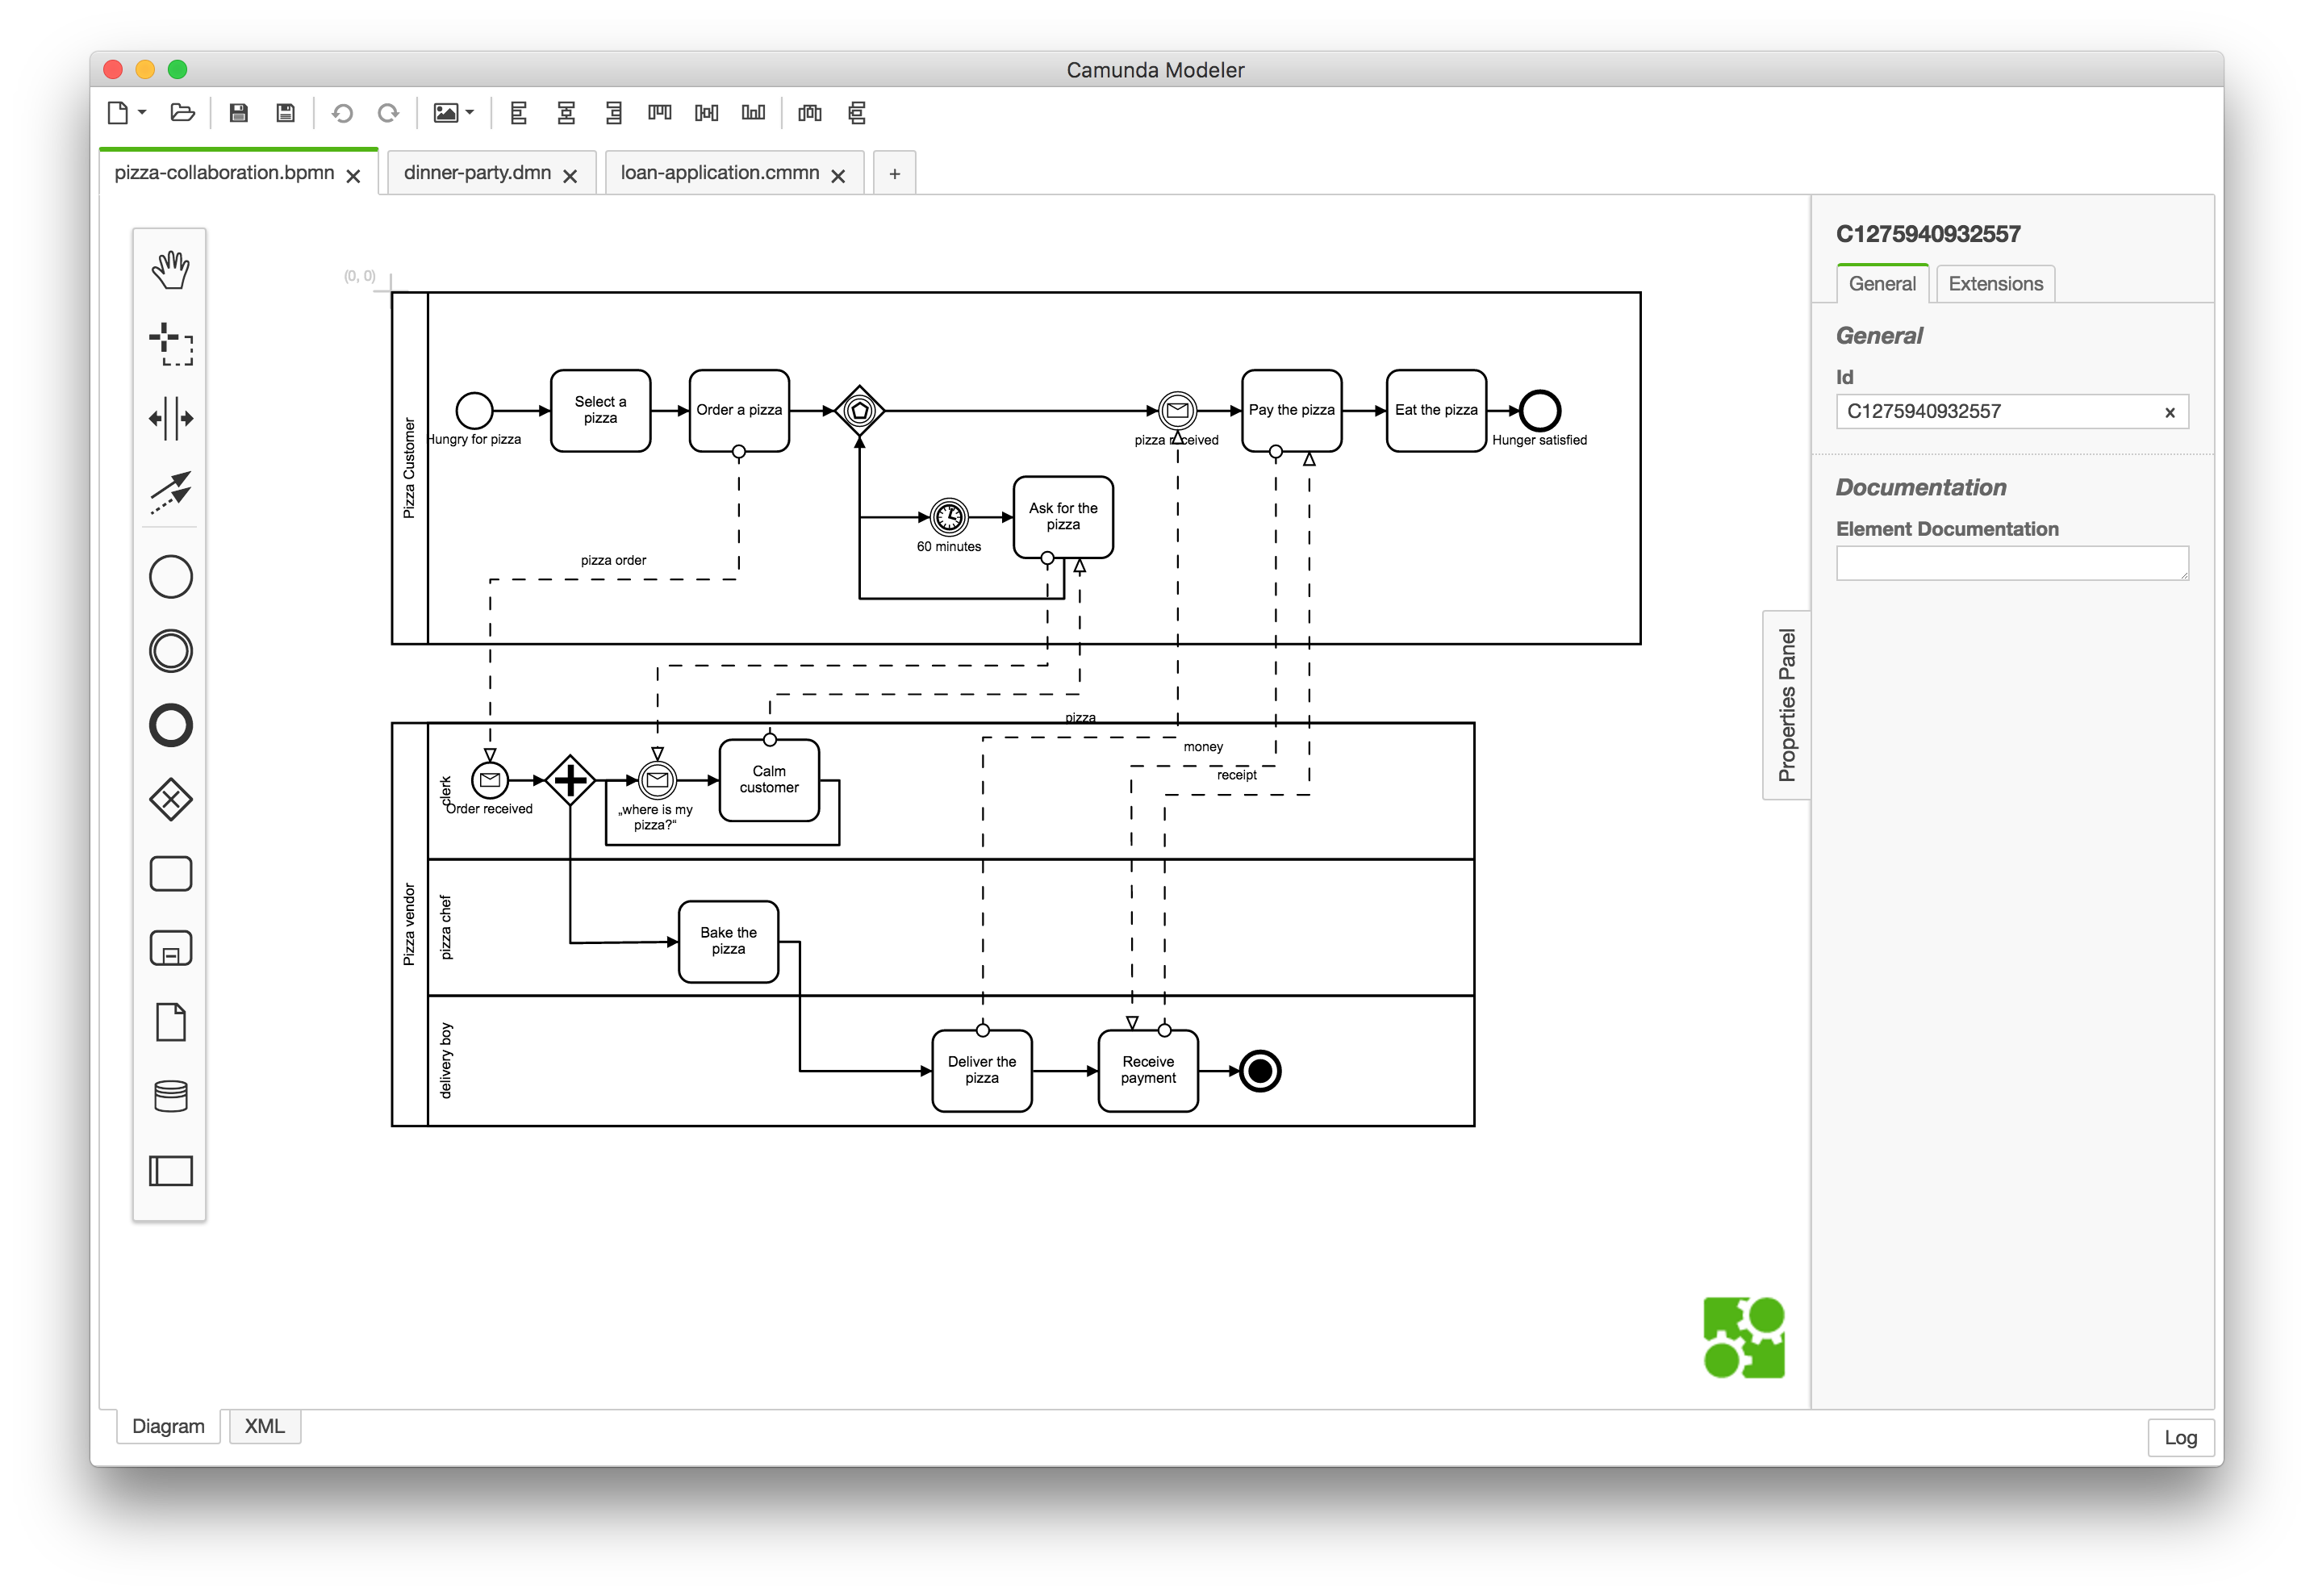 Camunda Modeler
pizza-collaboration.bpmn
dinner-party.dmn
loan-application.cmmn
+
(0, 0)
Pizza Customer
Hungry for pizza
Select a
pizza
Order a pizza
pizza received
Pay the pizza
Eat the pizza
Hunger satisfied
60 minutes
Ask for the
pizza
pizza order
pizza
money
receipt
Pizza vendor
clerk
Order received
„where is my
pizza?“
Calm
customer
pizza chef
Bake the
pizza
delivery boy
Deliver the
pizza
Receive
payment
Properties Panel
C1275940932557
General
Extensions
General
Id
C1275940932557
Documentation
Element Documentation
Diagram
XML
Log